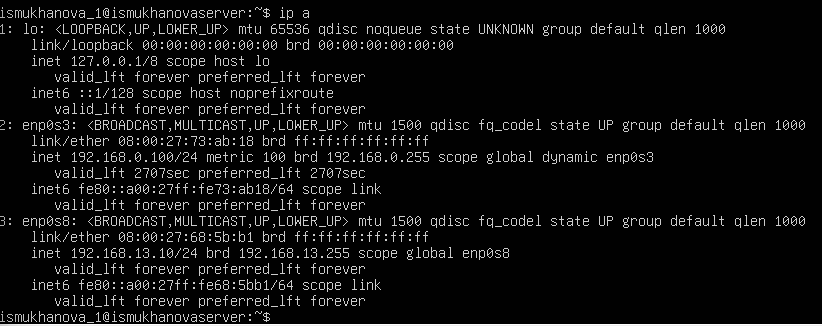 ismukhanova_1@ismukhanovaserver:~$ ip a
1: lo: <LOOPBACK,UP,LOWER_UP> mtu 65536 qdisc noqueue state UNKNOWN group default qlen 1000
    link/loopback 00:00:00:00:00:00 brd 00:00:00:00:00:00
    inet 127.0.0.1/8 scope host lo
       valid_lft forever preferred_lft forever
    inet6 ::1/128 scope host noprefixroute
       valid_lft forever preferred_lft forever
2: enp0s3: <BROADCAST,MULTICAST,UP,LOWER_UP> mtu 1500 qdisc fq_codel state UP group default qlen 1000
    link/ether 08:00:27:73:ab:18 brd ff:ff:ff:ff:ff:ff
    inet 192.168.0.100/24 metric 100 brd 192.168.0.255 scope global dynamic enp0s3
       valid_lft 2707sec preferred_lft 2707sec
    inet6 fe80::a00:27ff:fe73:ab18/64 scope link
       valid_lft forever preferred_lft forever
3: enp0s8: <BROADCAST,MULTICAST,UP,LOWER_UP> mtu 1500 qdisc fq_codel state UP group default qlen 1000
    link/ether 08:00:27:68:5b:b1 brd ff:ff:ff:ff:ff:ff
    inet 192.168.13.10/24 brd 192.168.13.255 scope global enp0s8
       valid_lft forever preferred_lft forever
    inet6 fe80::a00:27ff:fe68:5bb1/64 scope link
       valid_lft forever preferred_lft forever
ismukhanova_1@ismukhanovaserver:~$